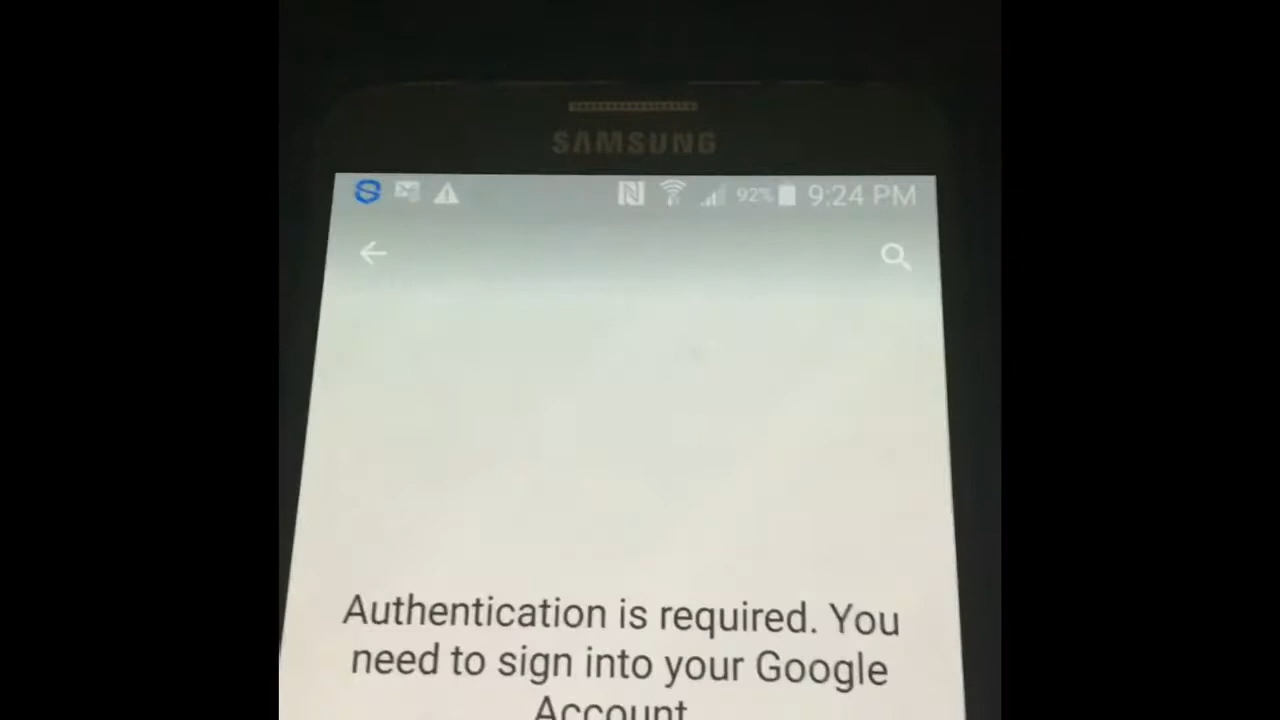 SAMSUNG
92% 9:24 PM
Authentication is required. You
need to sign into your Google
Account.